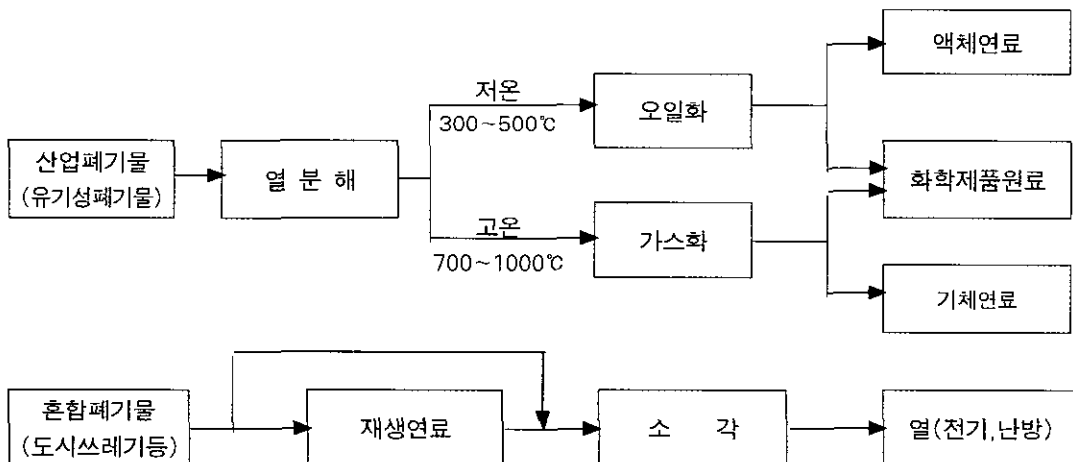 액체연료
저온
300~500℃
오일화
산업폐기물
(유기성폐기물)
열 분 해
화학제품원료
고온
700~1000℃
가스화
기체연료
혼합폐기물
(도시쓰레기등)
재생연료
소 각
열(전기,난방)